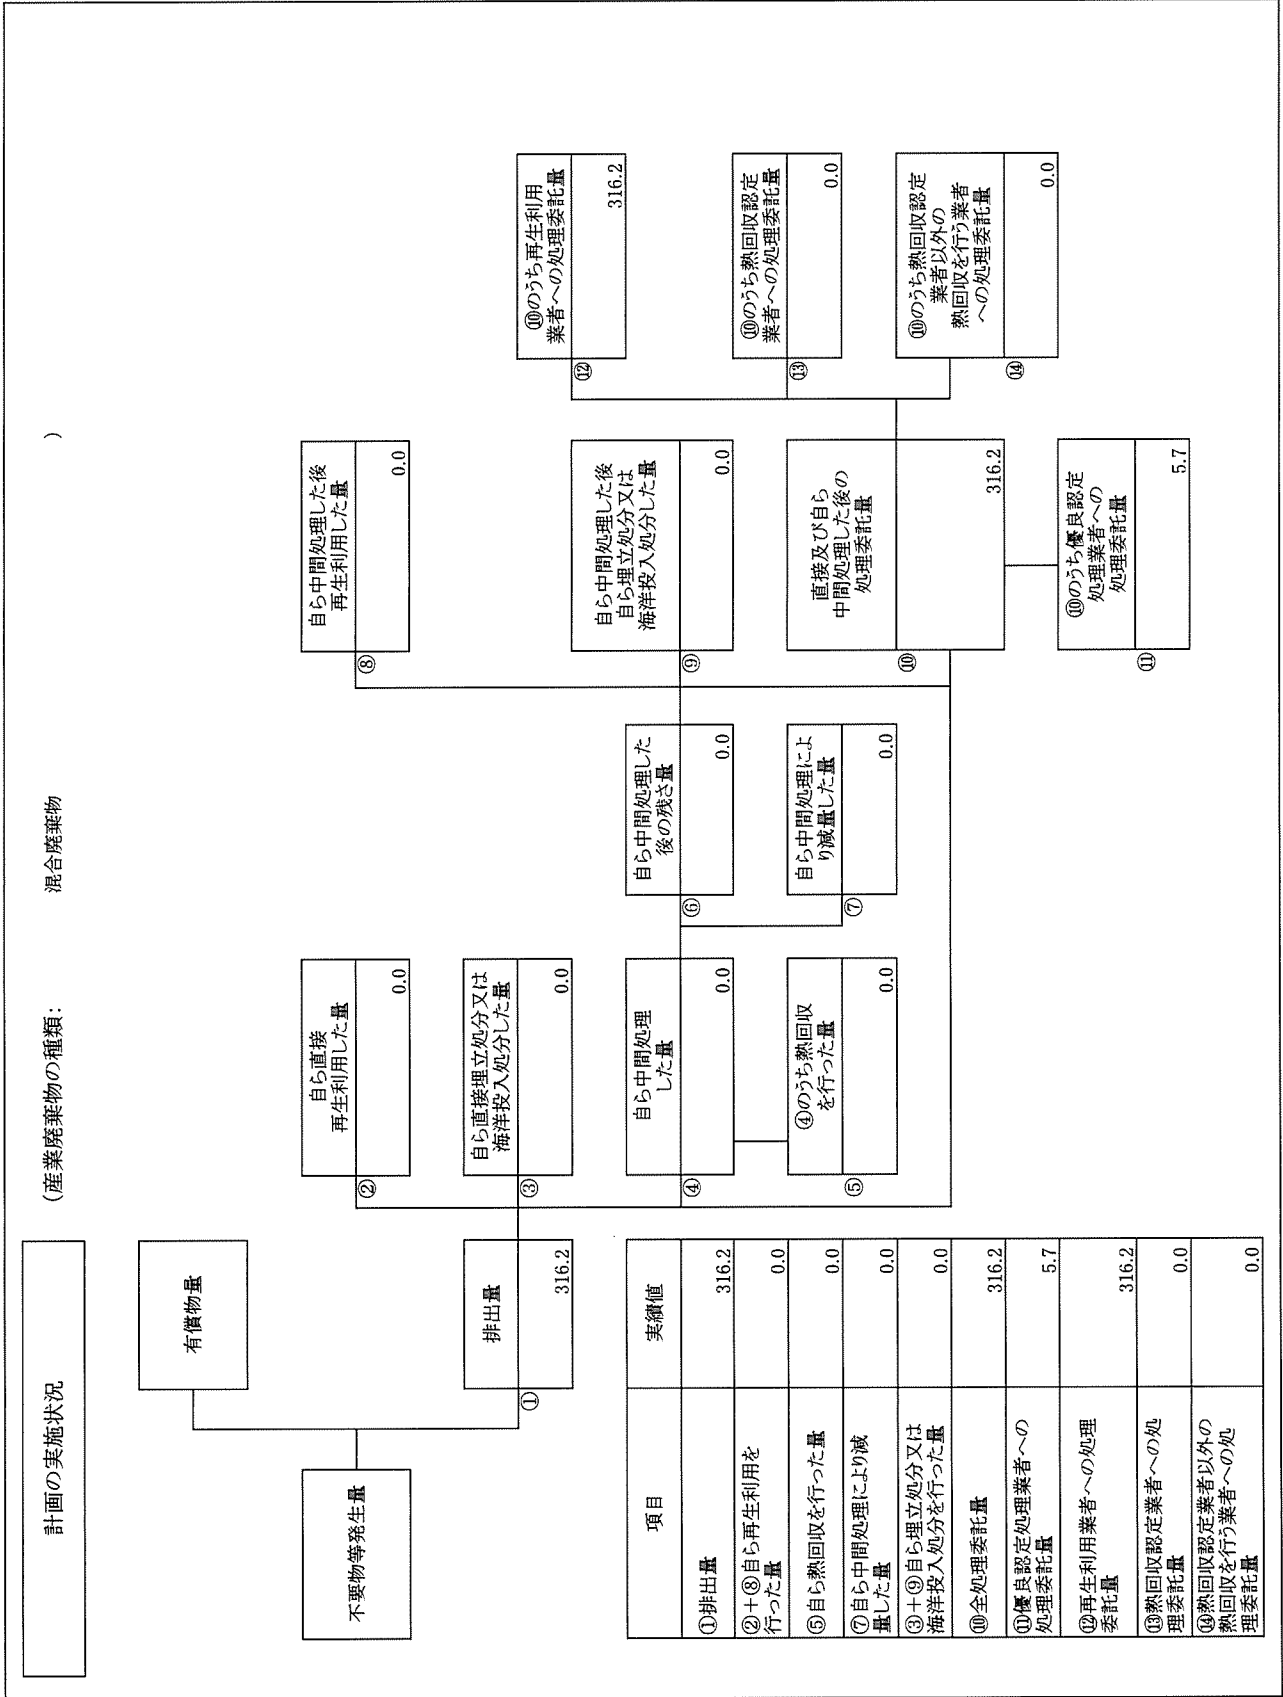 計画の実施状況
(産業廃棄物の種類：　混合廃棄物　)
不要物等発生量
有償物量
排出量
①
316.2
自ら直接
再生利用した量
②
0.0
自ら直接埋立処分又は
海洋投入処分した量
③
0.0
自ら中間処理
した量
④
0.0
④のうち熱回収
を行った量
⑤
0.0
自ら中間処理した
後の残さ量
⑥
0.0
自ら中間処理によ
り減量した量
⑦
0.0
自ら中間処理した後
再生利用した量
⑧
0.0
自ら中間処理した後
自ら埋立処分又は
海洋投入処分した量
⑨
0.0
直接及び自ら
中間処理した後の
処理委託量
⑩
316.2
⑩のうち優良認定
処理業者への
処理委託量
⑪
5.7
⑩のうち再生利用
業者への処理委託量
⑫
316.2
⑩のうち熱回収認定
業者への処理委託量
⑬
0.0
⑩のうち熱回収認定
業者以外の
熱回収を行う業者
への処理委託量
⑭
0.0
項目　実績値
①排出量　316.2
②＋⑧自ら再生利用を
行った量　0.0
⑤自ら熱回収を行った量　0.0
⑦自ら中間処理により減
量した量　0.0
③＋⑨自ら埋立処分又は
海洋投入処分を行った量　0.0
⑩全処理委託量　316.2
⑪優良認定処理業者への
処理委託量　5.7
⑫再生利用業者への処理
委託量　316.2
⑬熱回収認定業者への処
理委託量　0.0
⑭熱回収認定業者以外の
熱回収を行う業者への処
理委託量　0.0